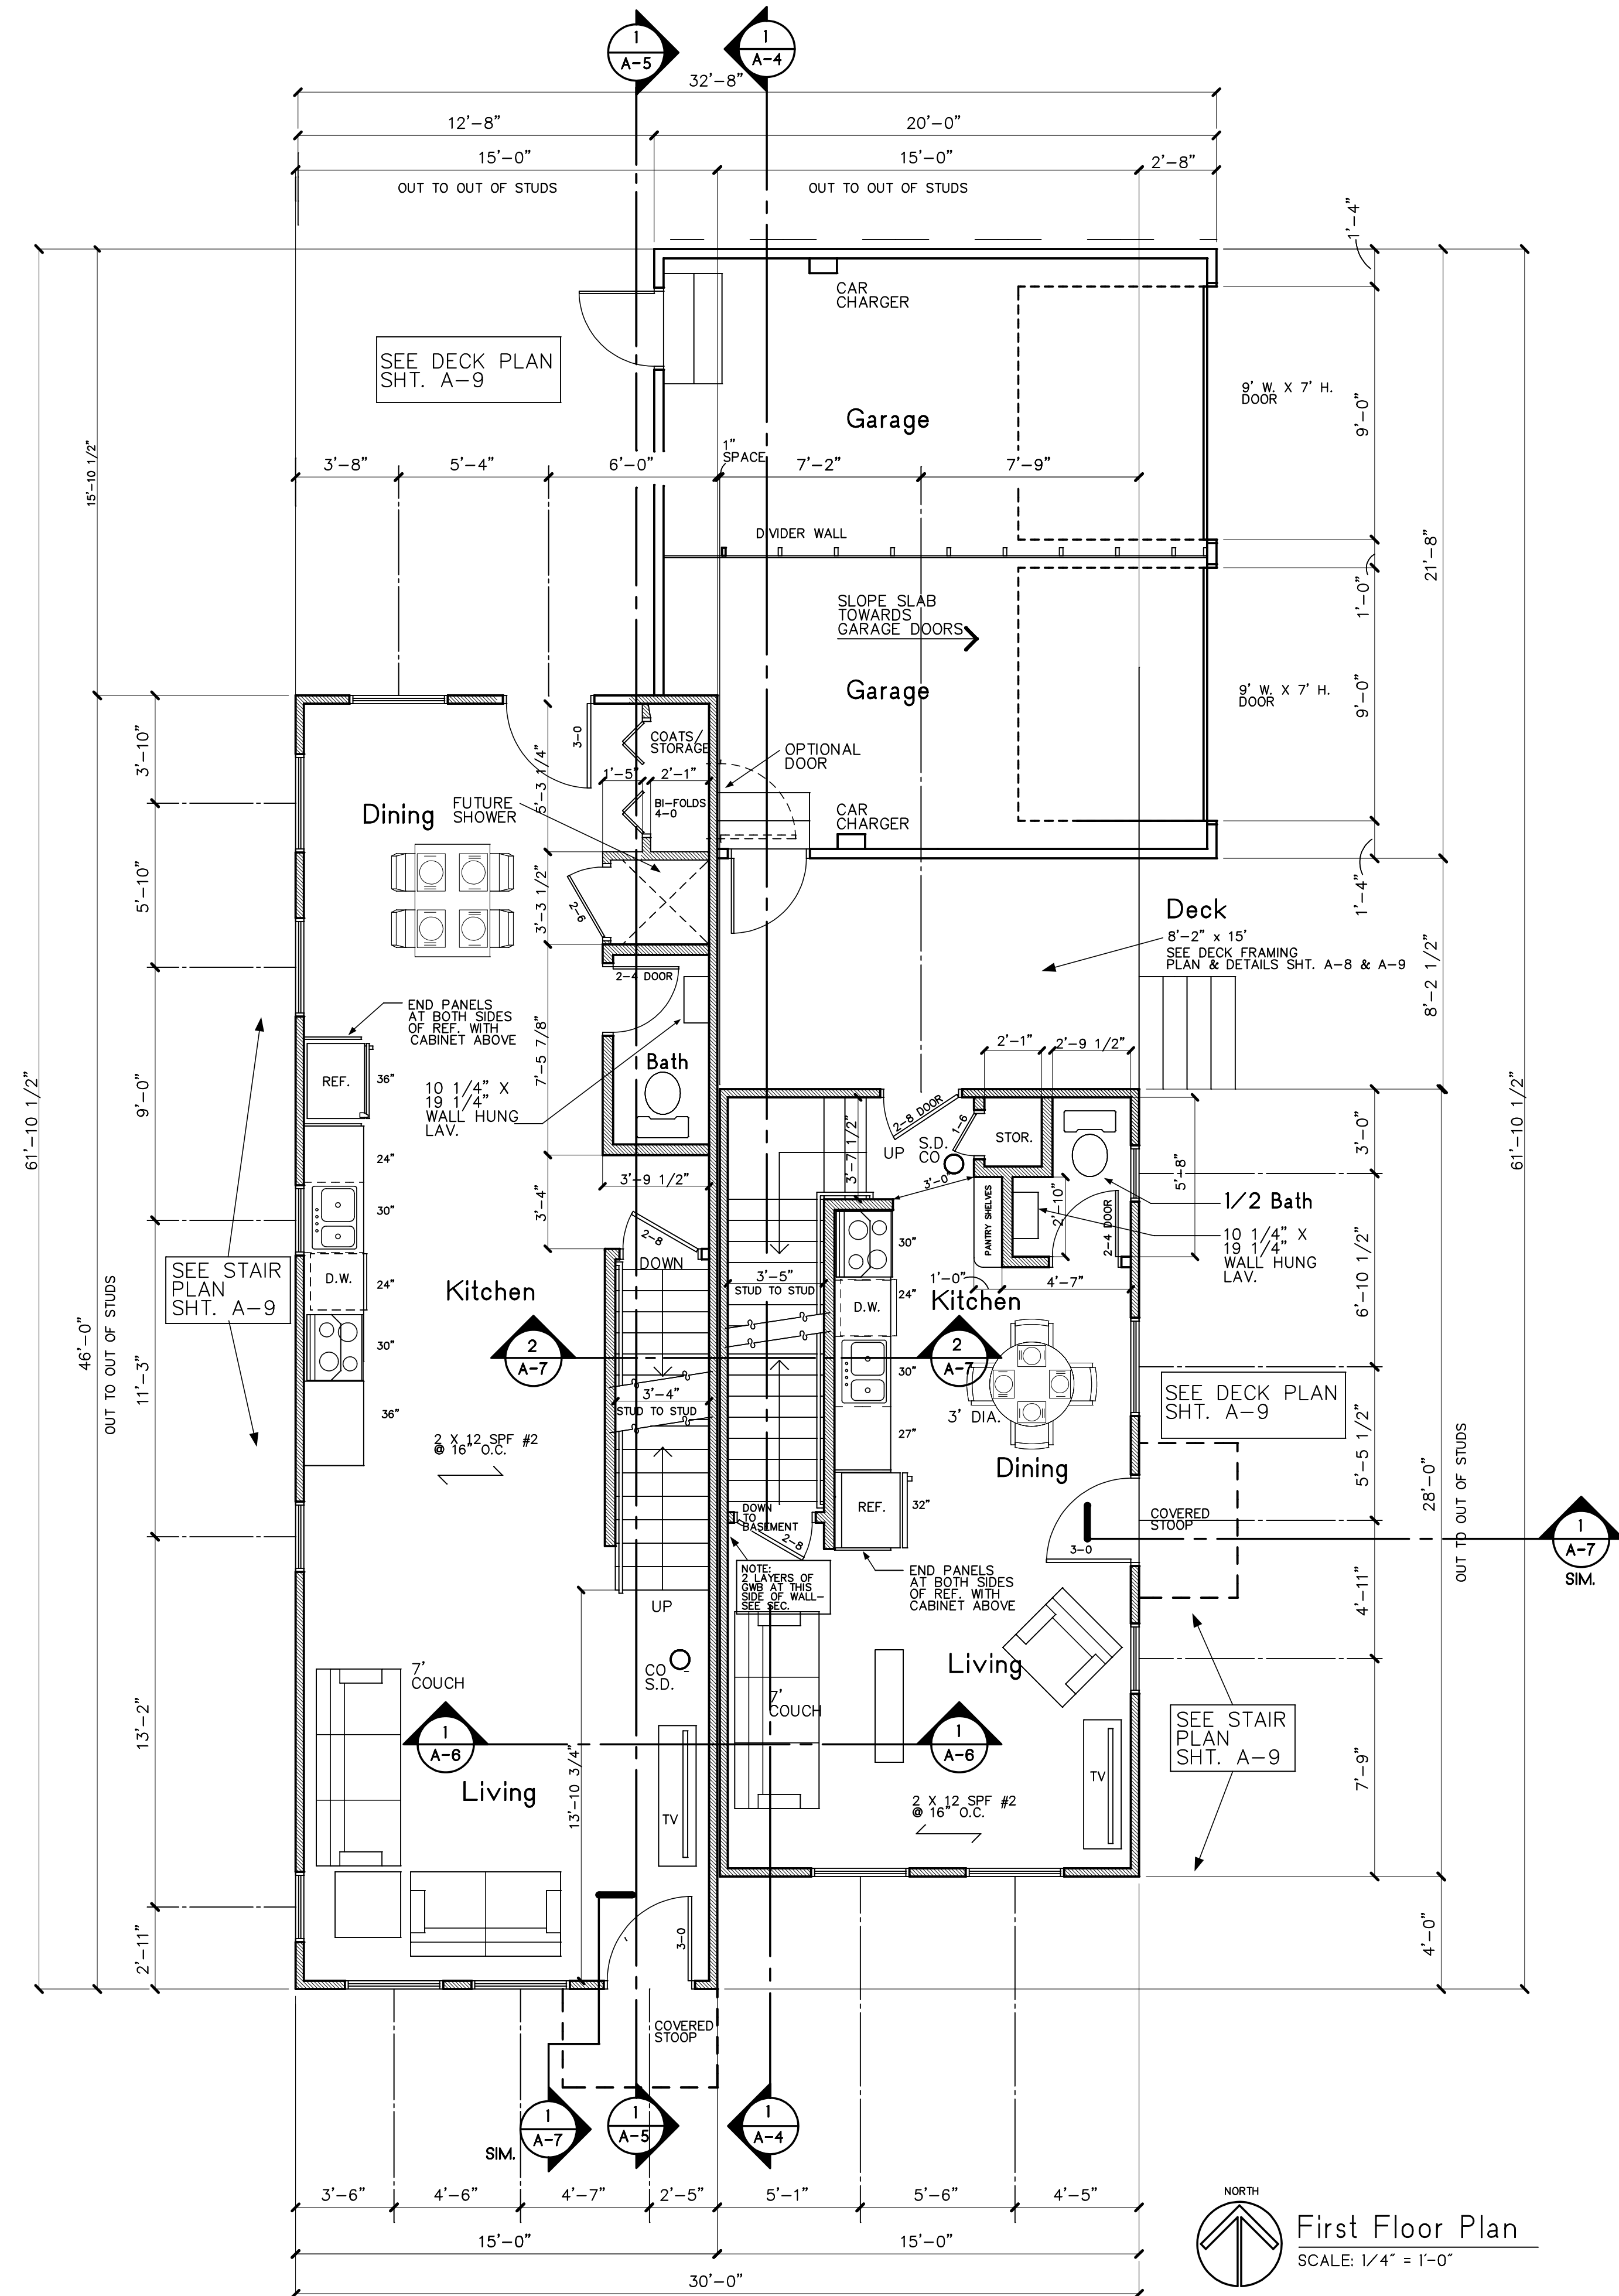 1
A-5
1
A-4
32'-8"
12'-8"
20'-0"
15'-0"
15'-0"
2'-8"
OUT TO OUT OF STUDS
OUT TO OUT OF STUDS
1'-4"
CAR
CHARGER
SEE DECK PLAN
SHT. A-9
9' W. X 7' H.
DOOR
9'-0"
Garage
15'-10 1/2"
3'-8"
5'-4"
6'-0"
1"
SPACE
7'-2"
7'-9"
DIVIDER WALL
21'-8"
1'-0"
SLOPE SLAB
TOWARDS
GARAGE DOORS
Garage
9' W. X 7' H.
DOOR
9'-0"
3'-10"
3-0
COATS/
STORAGE
OPTIONAL
DOOR
1'-5"
2'-1"
5'-3 1/4"
BI-FOLDS
4-0
Dining
FUTURE
SHOWER
CAR
CHARGER
5'-10"
3'-3 1/2"
2-6
1'-4"
Deck
8'-2" x 15'
SEE DECK FRAMING
PLAN & DETAILS SHT. A-8 & A-9
8'-2 1/2"
2-4 DOOR
END PANELS
AT BOTH SIDES
OF REF. WITH
CABINET ABOVE
7'-5 7/8"
Bath
REF.
36"
10 1/4" X
19 1/4"
WALL HUNG
LAV.
2'-1"
2'-9 1/2"
61'-10 1/2"
9'-0"
61'-10 1/2"
3'-0"
2-8 DOOR
1-6
STOR.
UP
S.D.
CO
3'-7 1/2"
3'-0"
5'-8"
24"
3'-9 1/2"
3'-4"
30"
PANTRY SHELVES
2'-10"
2-4 DOOR
1/2 Bath
10 1/4" X
19 1/4"
WALL HUNG
LAV.
2-8
DOWN
30"
SEE STAIR
PLAN
SHT. A-9
D.W.
24"
Kitchen
3'-5"
STUD TO STUD
D.W.
24"
1'-0"
4'-7"
Kitchen
6'-10 1/2"
46'-0"
OUT TO OUT OF STUDS
30"
2
A-7
2
A-7
30"
11'-3"
3'-4"
STUD TO STUD
36"
3' DIA.
SEE DECK PLAN
SHT. A-9
27"
2 X 12 SPF #2
@ 16" O.C.
Dining
5'-5 1/2"
28'-0"
OUT TO OUT OF STUDS
REF.
32"
DOWN
TO
BASEMENT
2-8
COVERED
STOOP
3-0
1
A-7
SIM.
NOTE:
2 LAYERS OF
GWB AT THIS
SIDE OF WALL-
SEE SEC.
END PANELS
AT BOTH SIDES
OF REF. WITH
CABINET ABOVE
4'-11"
UP
CO
S.D.
7'
COUCH
Living
7'
COUCH
13'-2"
1
A-6
1
A-6
SEE STAIR
PLAN
SHT. A-9
13'-10 3/4"
Living
TV
TV
7'-9"
2 X 12 SPF #2
@ 16" O.C.
3-0
2'-11"
4'-0"
COVERED
STOOP
1
A-7
SIM.
1
A-5
1
A-4
3'-6"
4'-6"
4'-7"
2'-5"
5'-1"
5'-6"
4'-5"
15'-0"
15'-0"
30'-0"
NORTH
First Floor Plan
SCALE: 1/4" = 1'-0"